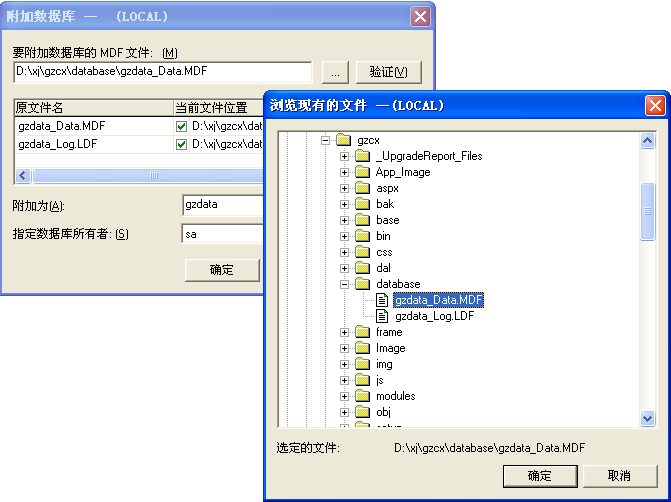 附加数据库 — (LOCAL)
要附加数据库的 MDF 文件: (M)
D:\xj\gzcx\database\gzdata_Data.MDF
...
验证(V)
原文件名
当前文件位置
gzdata_Data.MDF
D:\xj\gzcx\dat
gzdata_Log.LDF
D:\xj\gzcx\dat
附加为(A):
gzdata
指定数据库所有者: (S)
sa
确定
浏览现有的文件 —(LOCAL)
gzcx
_UpgradeReport_Files
App_Image
aspx
bak
base
bin
css
dal
database
gzdata_Data.MDF
gzdata_Log.LDF
frame
Image
img
js
modules
obj
选定的文件:
D:\xj\gzcx\database\gzdata_Data.MDF
确定
取消